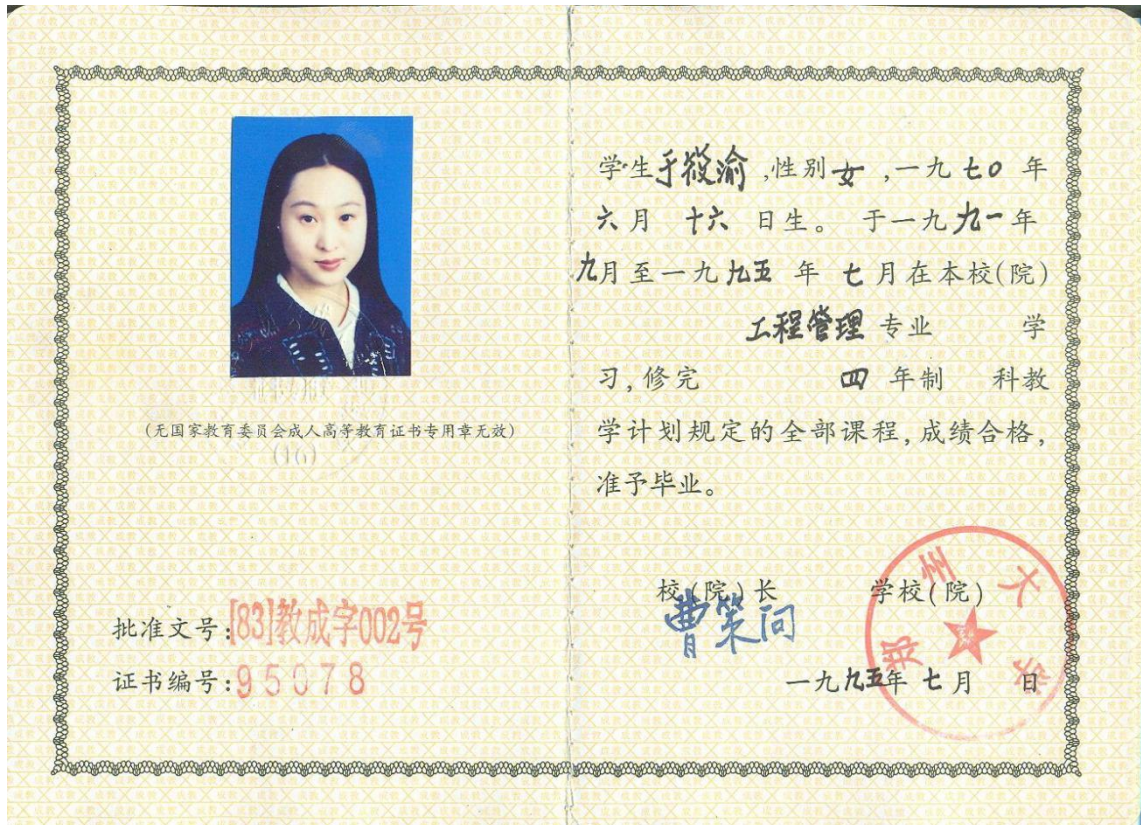 (无国家教育委员会成人高等教育证书专用章无效)
批准文号:[83]教成字002号
证书编号:95078
学生于筱渝,性别女,一九七0年
六月十六日生。于一九九一年
九月至一九九五年七月在本校(院)
工程管理专业 学
习,修完 四年制 科教
学计划规定的全部课程,成绩合格,
准予毕业。
校(院)长 学校(院)
曹策问
郑州大学
一九九五年七月 日